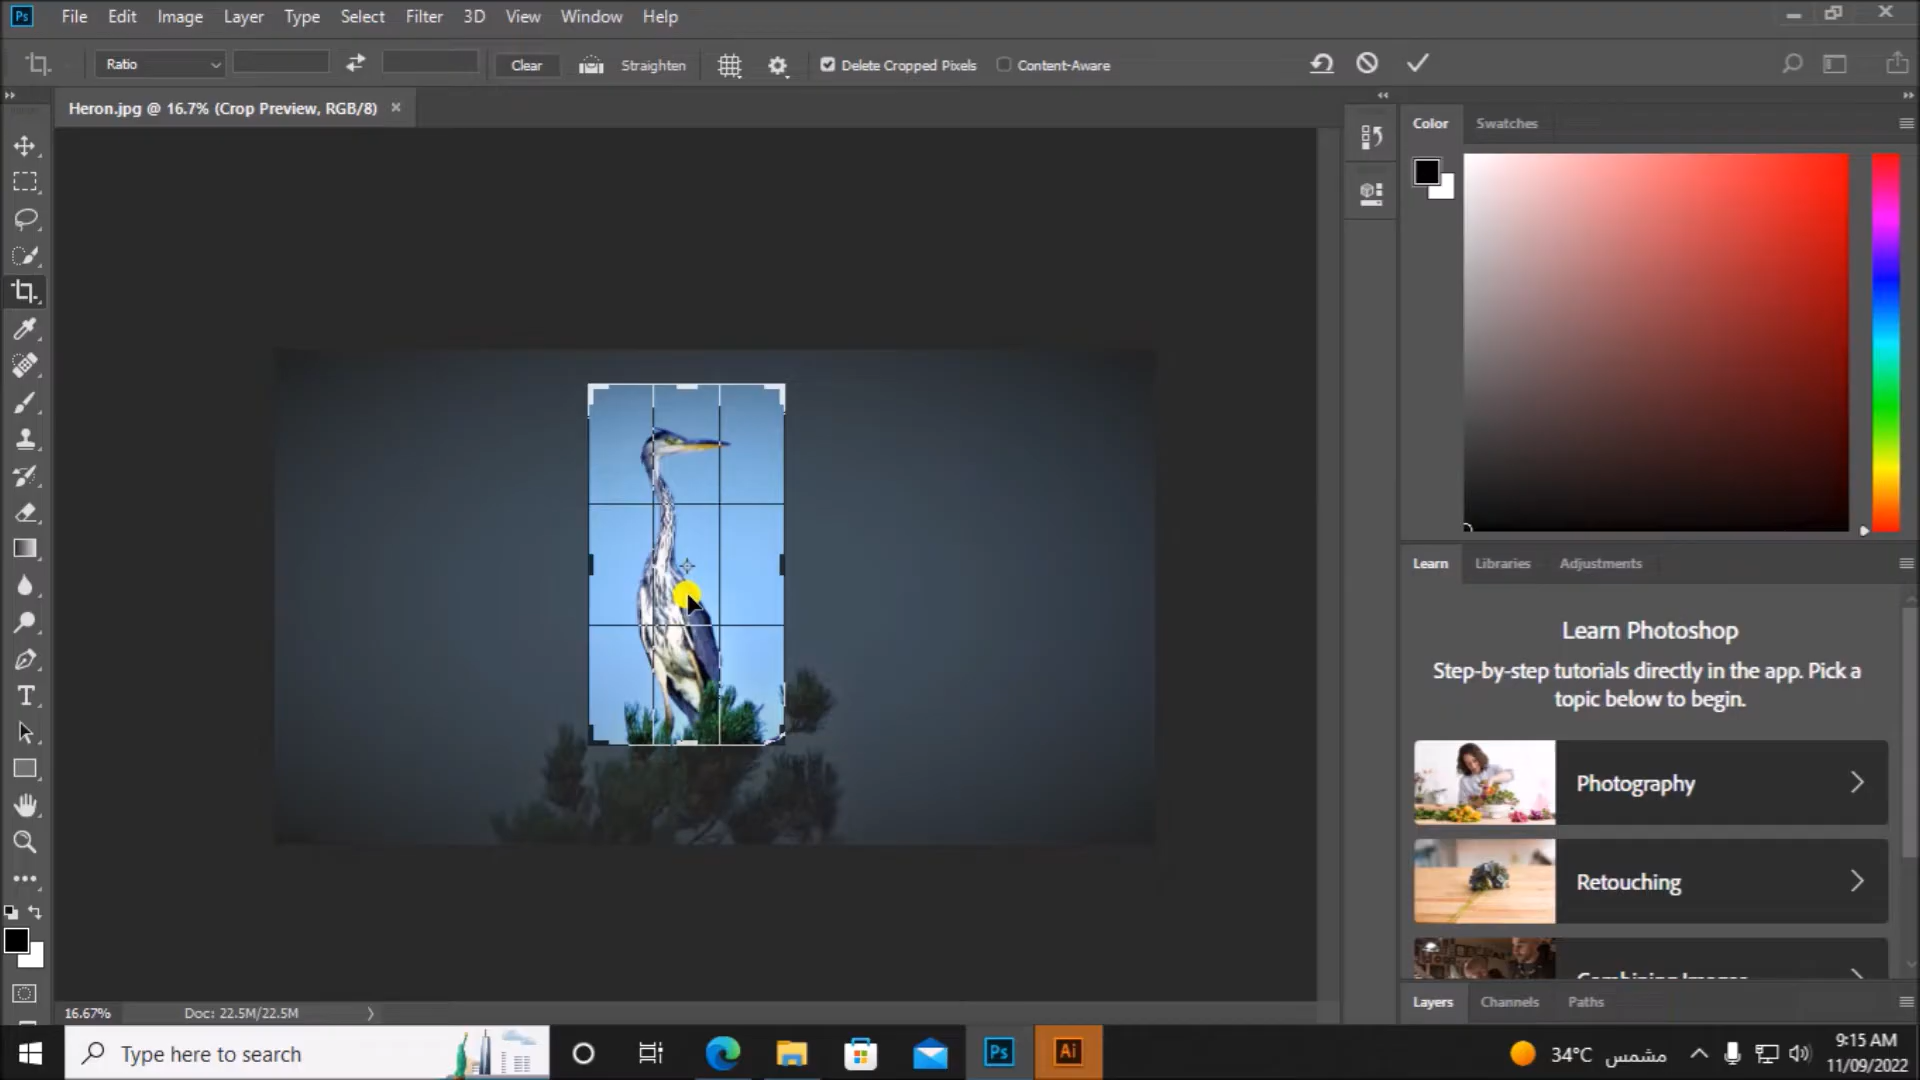 Ps File Edit Image Layer Type Select Filter 3D View Window Help
Ratio Clear Straighten Delete Cropped Pixels Content-Aware
Heron.jpg @ 16.7% (Crop Preview, RGB/8) ×
Color Swatches
Learn Libraries Adjustments
Learn Photoshop
Step-by-step tutorials directly in the app. Pick a
topic below to begin.
Photography
Retouching
Combining Images
Layers Channels Paths
16.67% Doc: 22.5M/22.5M
Type here to search
Ps
Ai
34°C مشمس
9:15 AM
11/09/2022